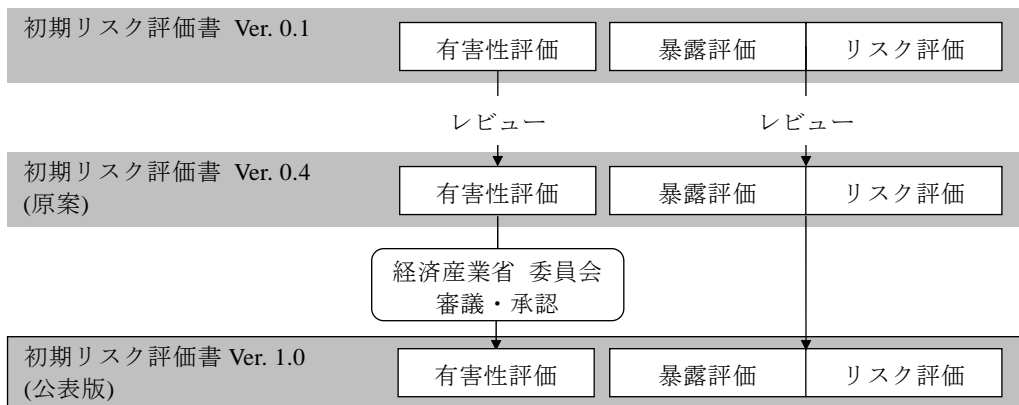 初期リスク評価書 Ver. 0.1
有害性評価 暴露評価 リスク評価
レビュー レビュー
初期リスク評価書 Ver. 0.4
(原案)
有害性評価 暴露評価 リスク評価
経済産業省 委員会
審議・承認
初期リスク評価書 Ver. 1.0
(公表版)
有害性評価 暴露評価 リスク評価